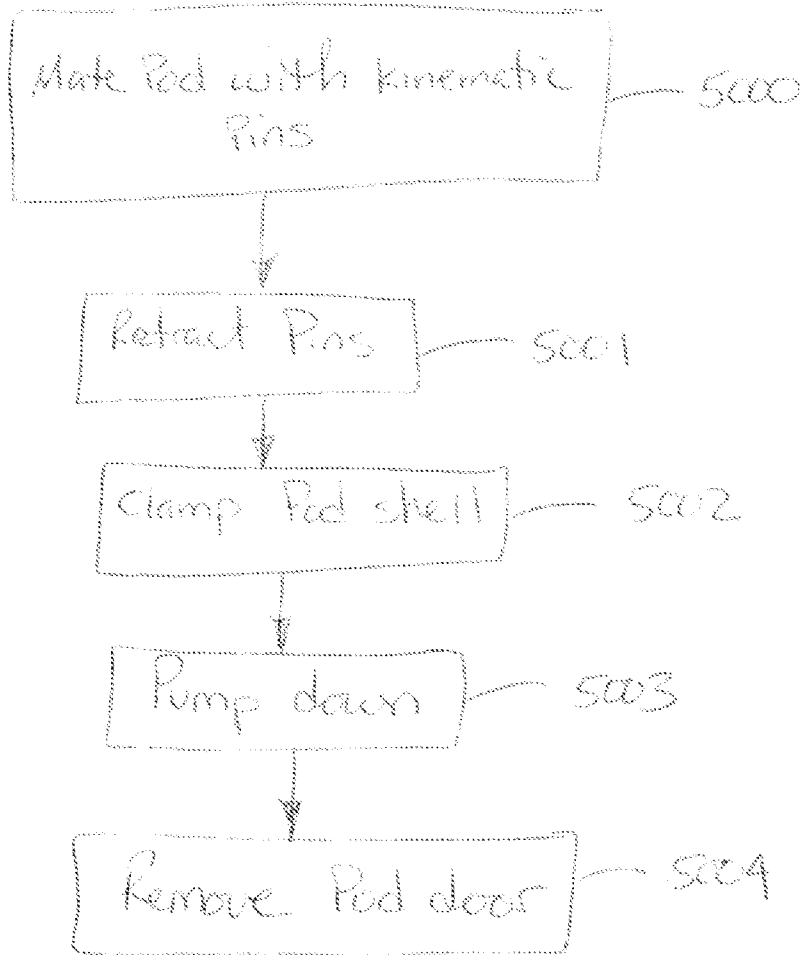 Mate Pod with kinematic
Pins
5000
Retract Pins
5001
Clamp Pod shell
5002
Pump down
5003
Remove Pod door
5004